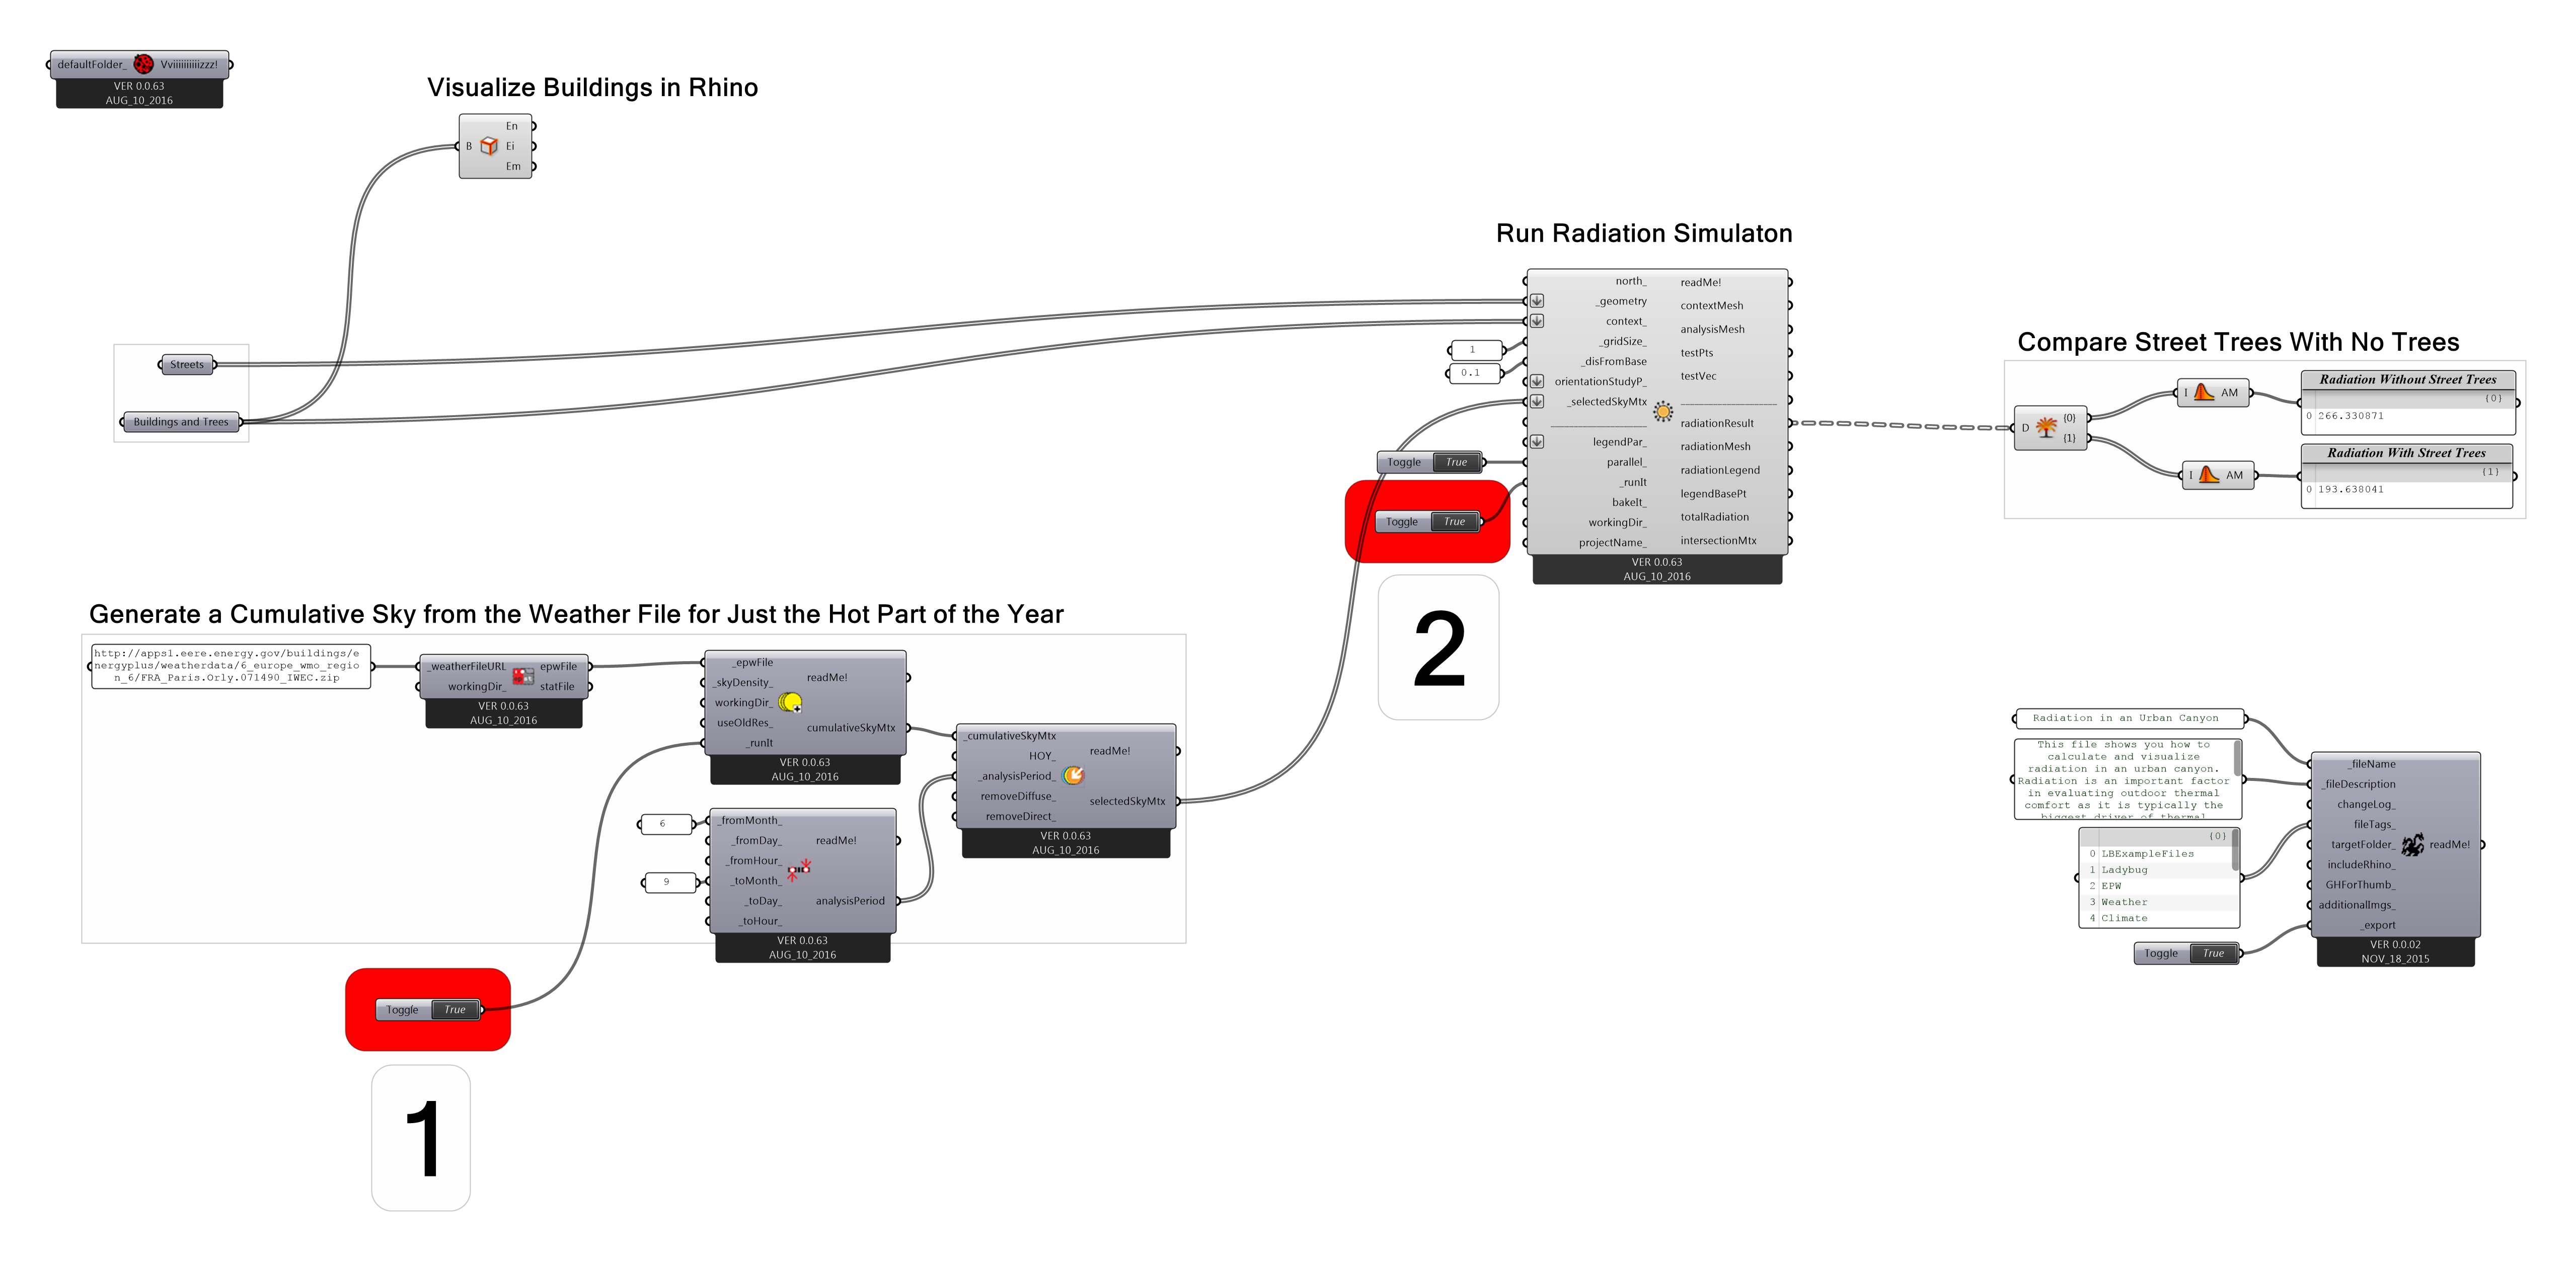 defaultFolder_ Vviiiiiiiiiizzz!
VER 0.0.63
AUG_10_2016
Visualize Buildings in Rhino
B
En
Ei
Em
Streets
Buildings and Trees
Run Radiation Simulaton
north_
_geometry
context_
_gridSize_
_disFromBase
orientationStudyP_
_selectedSkyMtx
legendPar_
parallel_
_runIt
bakeIt_
workingDir_
projectName_
readMe!
contextMesh
analysisMesh
testPts
testVec
radiationResult
radiationMesh
radiationLegend
legendBasePt
totalRadiation
intersectionMtx
VER 0.0.63
AUG_10_2016
1
0.1
Toggle True
Toggle True
2
Compare Street Trees With No Trees
D
{0}
{1}
I AM
I AM
Radiation Without Street Trees
{0}
0 266.330871
Radiation With Street Trees
{1}
0 193.638041
Generate a Cumulative Sky from the Weather File for Just the Hot Part of the Year
http://apps1.eere.energy.gov/buildings/e
nergyplus/weatherdata/6_europe_wmo_regio
n_6/FRA_Paris.Orly.071490_IWEC.zip
_weatherFileURL
workingDir_
epwFile
statFile
VER 0.0.63
AUG_10_2016
_epwFile
_skyDensity_
workingDir_
useOldRes_
_runIt
readMe!
cumulativeSkyMtx
VER 0.0.63
AUG_10_2016
6
9
_fromMonth_
_fromDay_
_fromHour_
_toMonth_
_toDay_
_toHour_
readMe!
analysisPeriod
VER 0.0.63
AUG_10_2016
_cumulativeSkyMtx
HOY_
_analysisPeriod_
removeDiffuse_
removeDirect_
readMe!
selectedSkyMtx
VER 0.0.63
AUG_10_2016
Toggle True
1
Radiation in an Urban Canyon
This file shows you how to
calculate and visualize
radiation in an urban canyon.
Radiation is an important factor
in evaluating outdoor thermal
comfort as it is typically the
biggest driver of thermal
{0}
0 LBExampleFiles
1 Ladybug
2 EPW
3 Weather
4 Climate
Toggle True
_fileName
_fileDescription
changeLog_
fileTags_
targetFolder_
includeRhino_
GHForThumb_
additionalImgs_
_export
readMe!
VER 0.0.02
NOV_18_2015